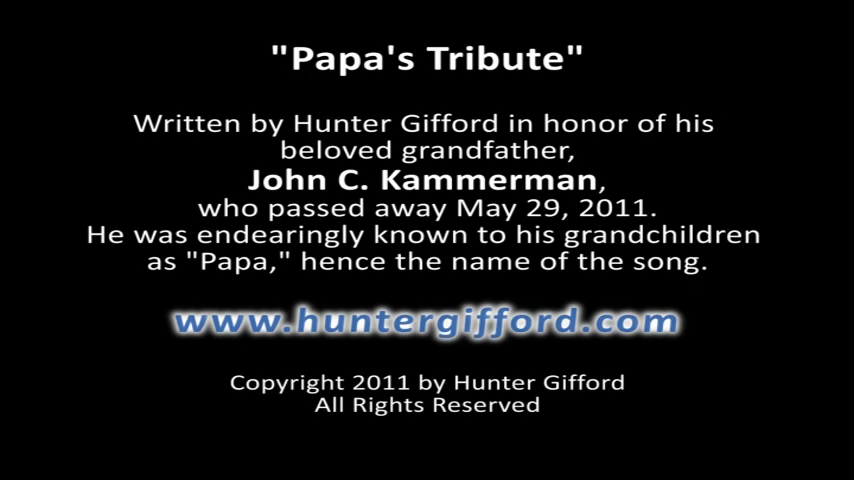 "Papa's Tribute"
Written by Hunter Gifford in honor of his
beloved grandfather,
John C. Kammerman,
who passed away May 29, 2011.
He was endearingly known to his grandchildren
as "Papa," hence the name of the song.
www.huntergifford.com
Copyright 2011 by Hunter Gifford
All Rights Reserved